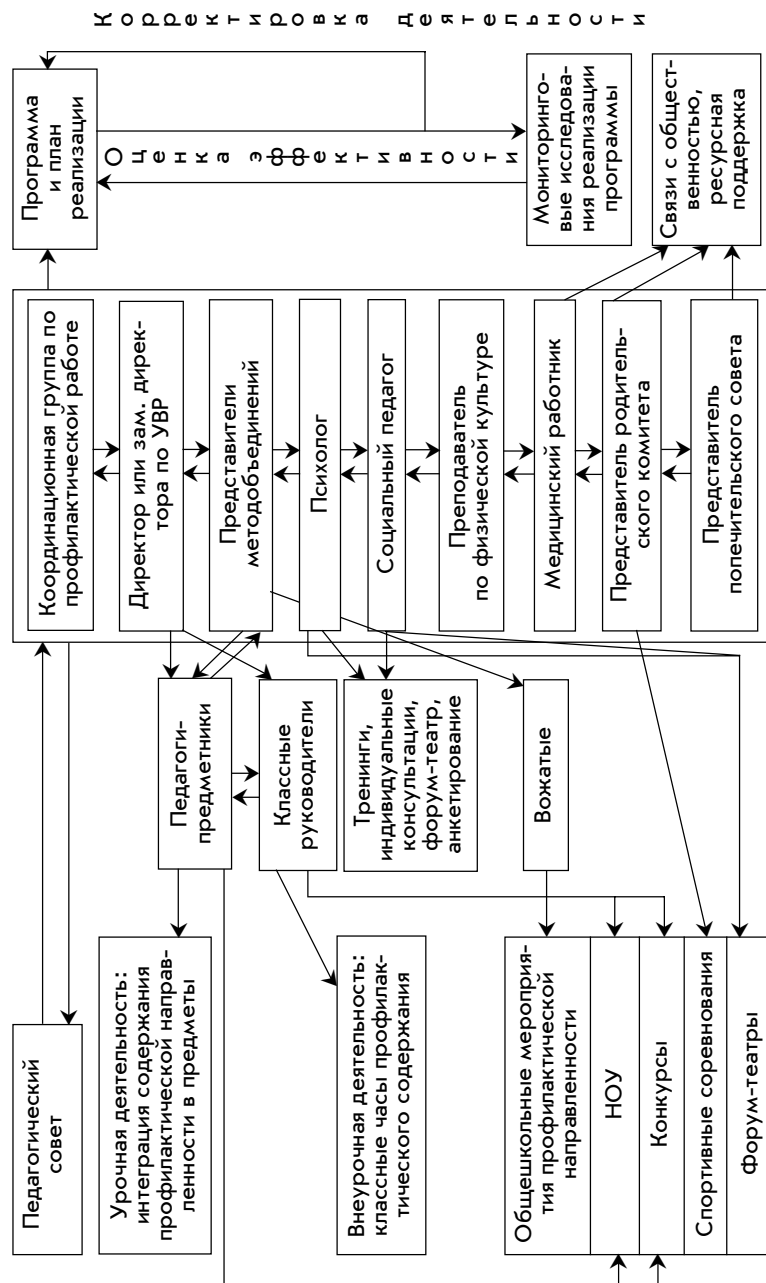 Педагогический
совет
Координационная группа по
профилактической работе
Программа
и план
реализации
Директор или зам. дирек-
тора по УВР
Представители
методобъединений
Психолог
Социальный педагог
Преподаватель
по физической культуре
Медицинский работник
Представитель родитель-
ского комитета
Представитель
попечительского совета
Оценка эффективности
Корректировка деятельности
Мониторинго-
вые исследова-
ния реализации
программы
Связи с общест-
венностью,
ресурсная
поддержка
Педагоги-
предметники
Классные
руководители
Тренинги,
индивидуальные
консультации,
форум-театр,
анкетирование
Вожатые
Урочная деятельность:
интеграция содержания
профилактической направ-
ленности в предметы
Внеурочная деятельность:
классные часы профилак-
тического содержания
Общешкольные мероприя-
тия профилактической
направленности
НОУ
Конкурсы
Спортивные соревнования
Форум-театры